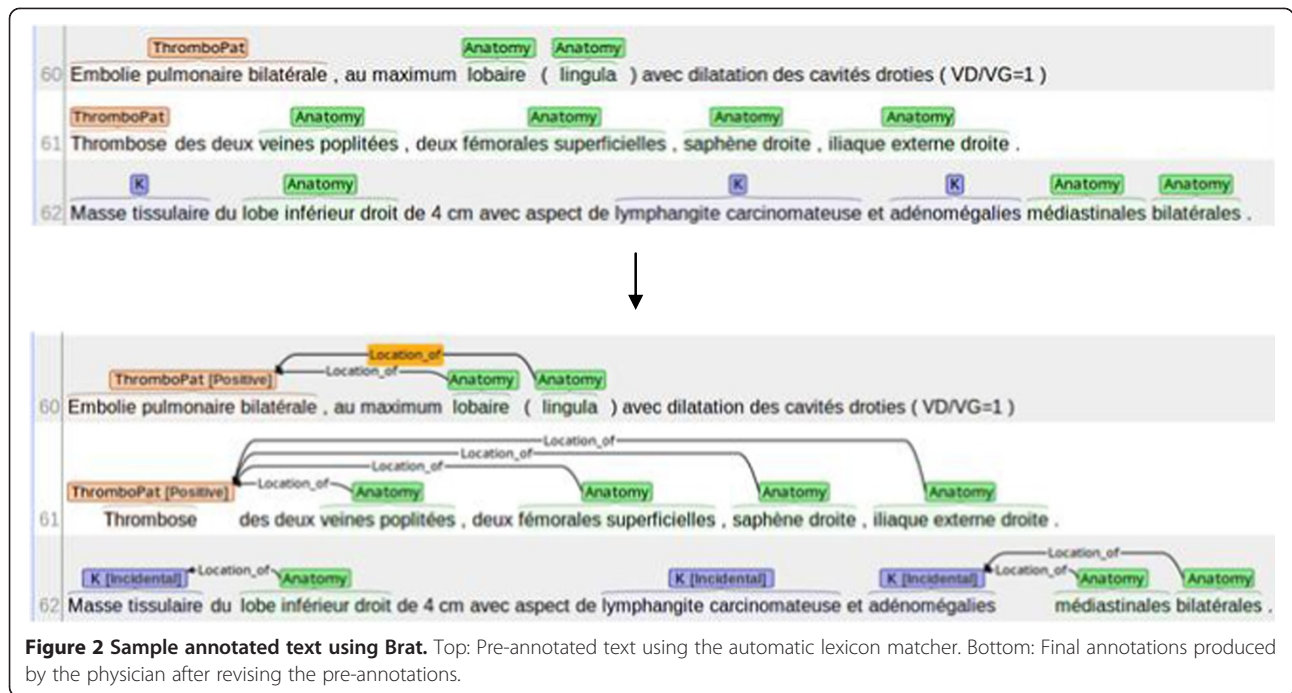 ThromboPat Anatomy Anatomy
60 Embolie pulmonaire bilatérale , au maximum lobaire ( lingula ) avec dilatation des cavités droties ( VD/VG=1 )
ThromboPat Anatomy Anatomy Anatomy Anatomy
61 Thrombose des deux veines poplitées , deux fémorales superficielles , saphène droite , iliaque externe droite .
K Anatomy K K Anatomy Anatomy
62 Masse tissulaire du lobe inférieur droit de 4 cm avec aspect de lymphangite carcinomateuse et adénomégalies médiastinales bilatérales .
Location_of
ThromboPat [Positive] Location_of Anatomy Anatomy
60 Embolie pulmonaire bilatérale , au maximum lobaire ( lingula ) avec dilatation des cavités droties ( VD/VG=1 )
Location_of
Location_of
Location_of
ThromboPat [Positive] Location_of Anatomy Anatomy Anatomy Anatomy
61 Thrombose des deux veines poplitées , deux fémorales superficielles , saphène droite , iliaque externe droite .
Location_of
K [Incidental] Location_of Anatomy K [Incidental] K [Incidental] Location_of Anatomy Anatomy
62 Masse tissulaire du lobe inférieur droit de 4 cm avec aspect de lymphangite carcinomateuse et adénomégalies médiastinales bilatérales .
Figure 2 Sample annotated text using Brat. Top: Pre-annotated text using the automatic lexicon matcher. Bottom: Final annotations produced
by the physician after revising the pre-annotations.